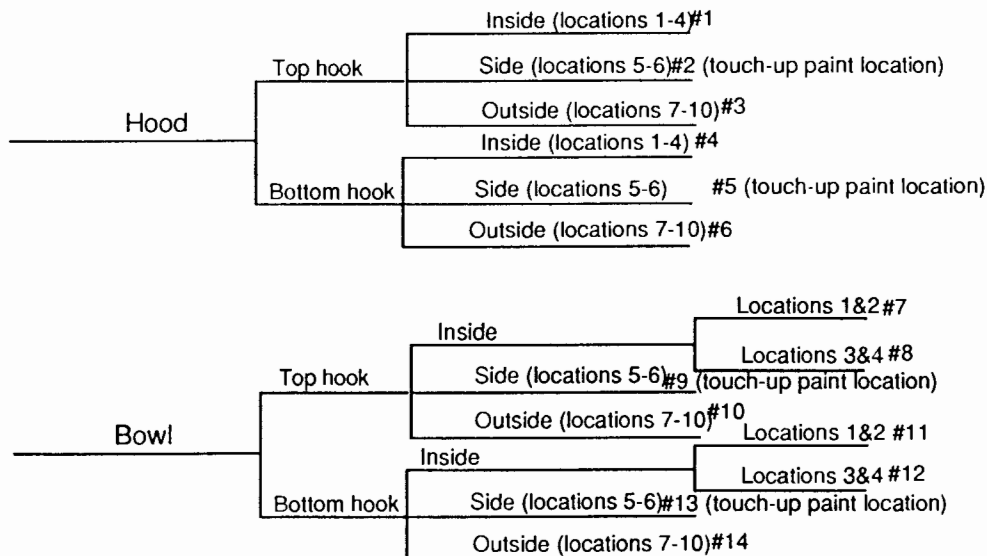 Inside (locations 1-4)#1
Top hook
Side (locations 5-6)#2 (touch-up paint location)
Outside (locations 7-10)#3
Hood
Inside (locations 1-4) #4
Bottom hook
Side (locations 5-6) #5 (touch-up paint location)
Outside (locations 7-10)#6
Locations 1&2 #7
Inside
Locations 3&4 #8
Top hook
Side (locations 5-6)#9 (touch-up paint location)
Outside (locations 7-10)#10
Bowl
Locations 1&2 #11
Inside
Locations 3&4 #12
Bottom hook
Side (locations 5-6)#13 (touch-up paint location)
Outside (locations 7-10)#14